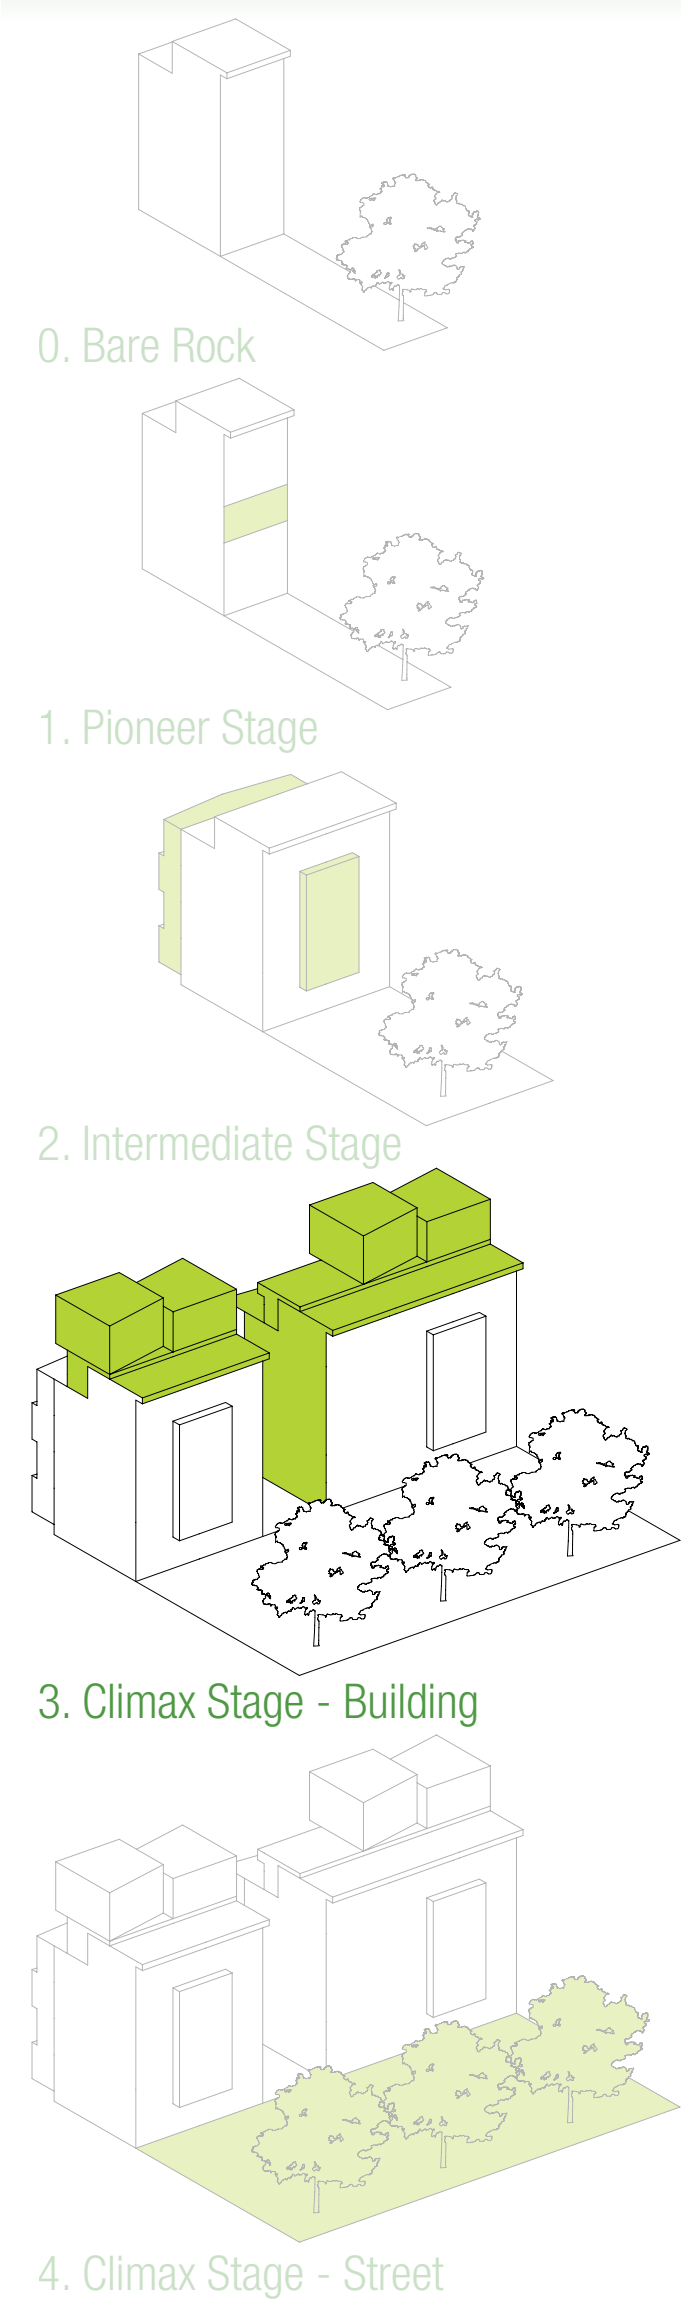 0. Bare Rock
1. Pioneer Stage
2. Intermediate Stage
3. Climax Stage - Building
4. Climax Stage - Street